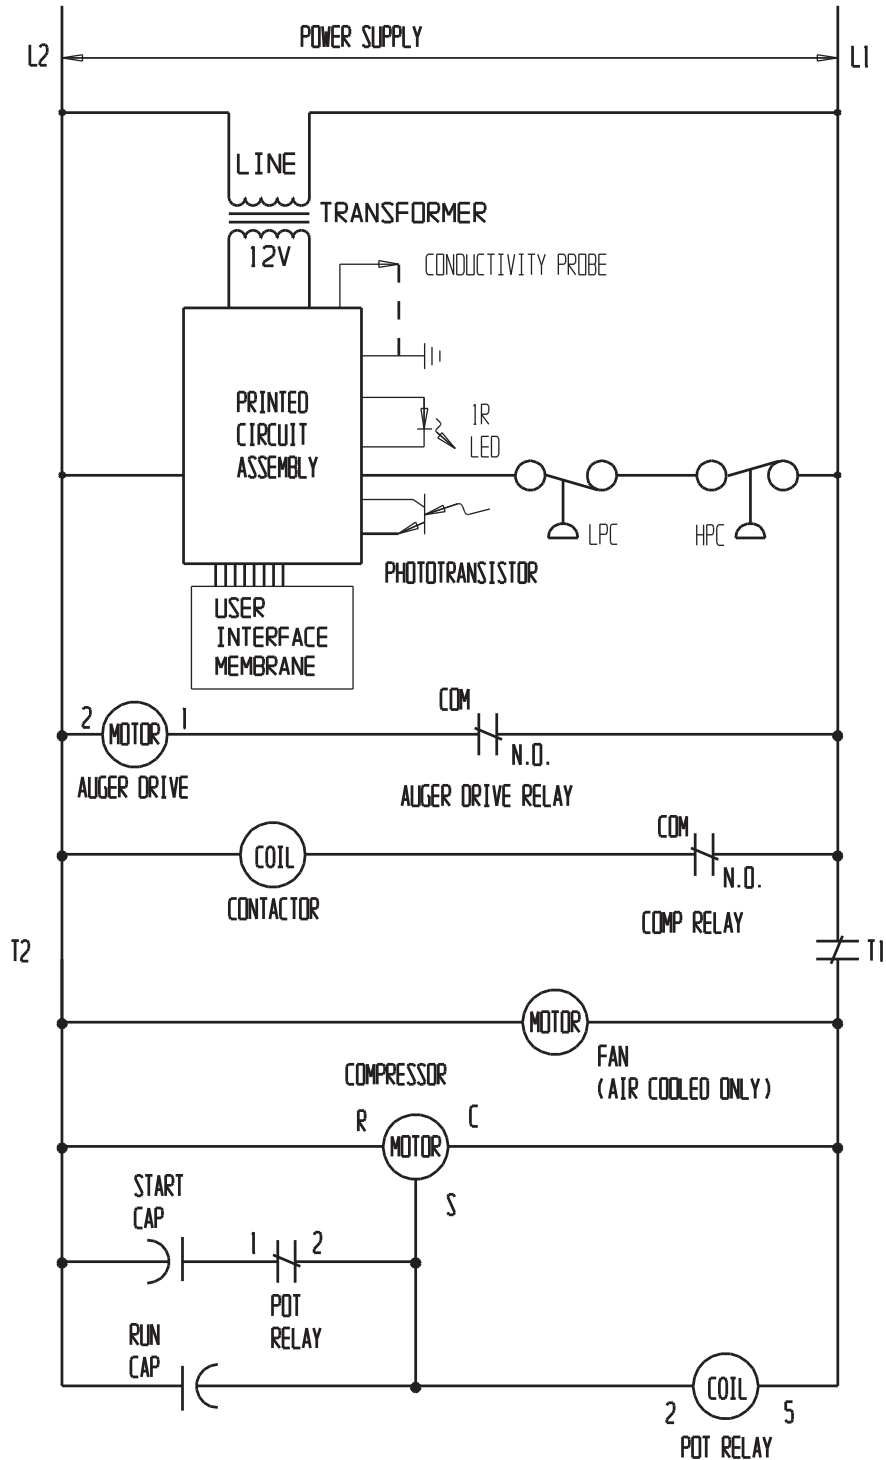 POWER SUPPLY
L2
L1
LINE
TRANSFORMER
12V
CONDUCTIVITY PROBE
PRINTED
CIRCUIT
ASSEMBLY
1R
LED
LPC
HPC
PHOTOTRANSISTOR
USER
INTERFACE
MEMBRANE
COM
2
MOTOR
1
N.O.
AUGER DRIVE
AUGER DRIVE RELAY
COM
COIL
N.O.
CONTACTOR
COMP RELAY
T2
T1
MOTOR
FAN
(AIR COOLED ONLY)
COMPRESSOR
R
C
MOTOR
START
CAP
S
1
2
POT
RELAY
RUN
CAP
COIL
2
5
POT RELAY